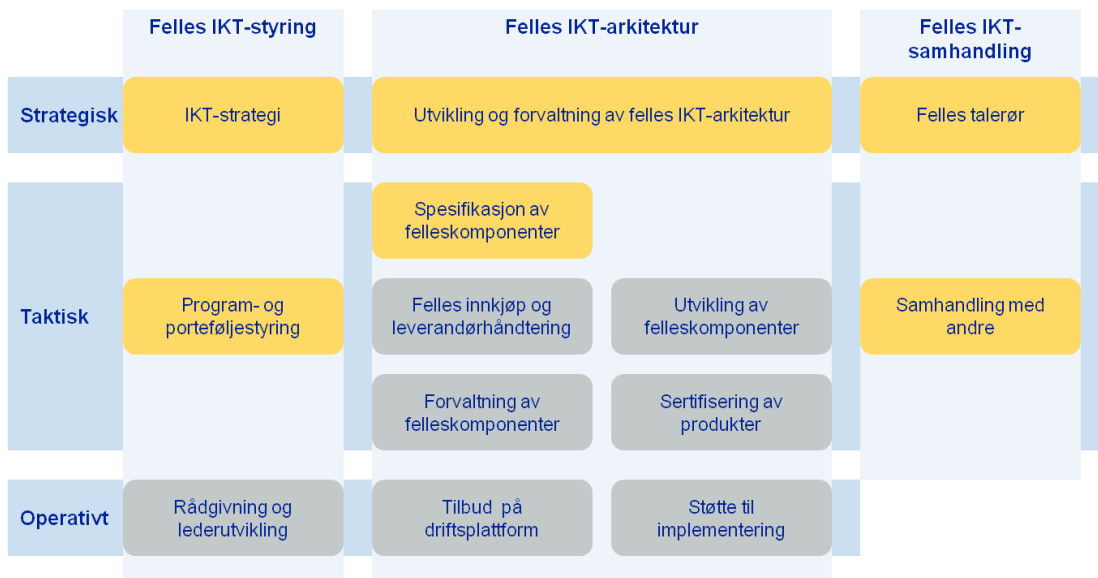 Felles IKT-styring
Felles IKT-arkitektur
Felles IKT-
samhandling
Strategisk
IKT-strategi
Utvikling og forvaltning av felles IKT-arkitektur
Felles talerør
Taktisk
Spesifikasjon av
felleskomponenter
Program- og
porteføljestyring
Felles innkjøp og
leverandørhåndtering
Utvikling av
felleskomponenter
Samhandling med
andre
Forvaltning av
felleskomponenter
Sertifisering av
produkter
Operativt
Rådgivning og
lederutvikling
Tilbud på
driftsplattform
Støtte til
implementering